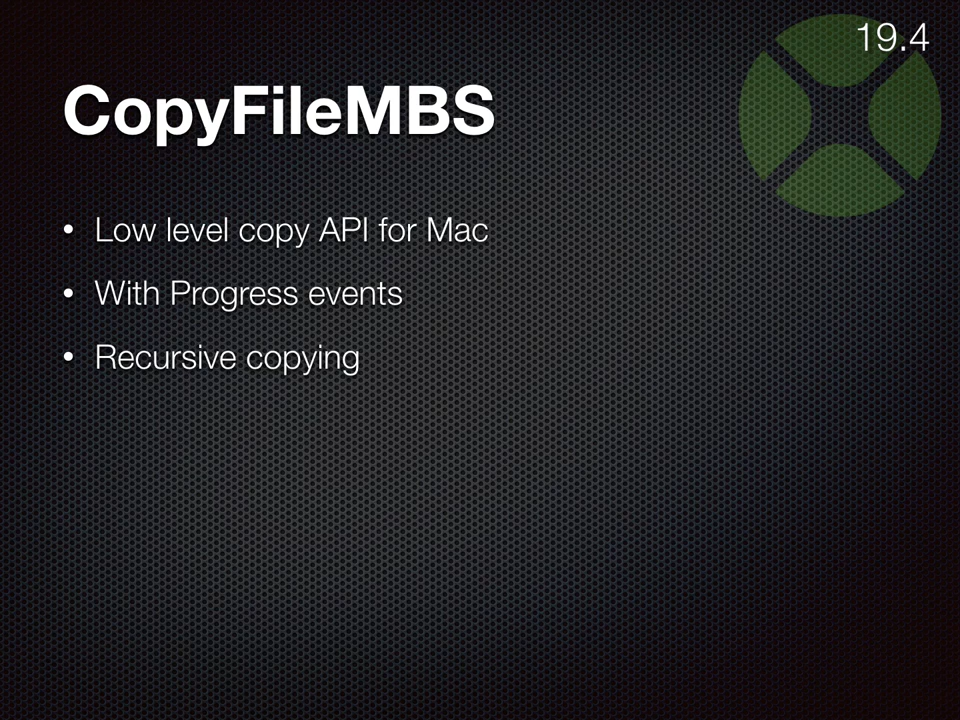 19.4
CopyFileMBS
• Low level copy API for Mac
• With Progress events
• Recursive copying